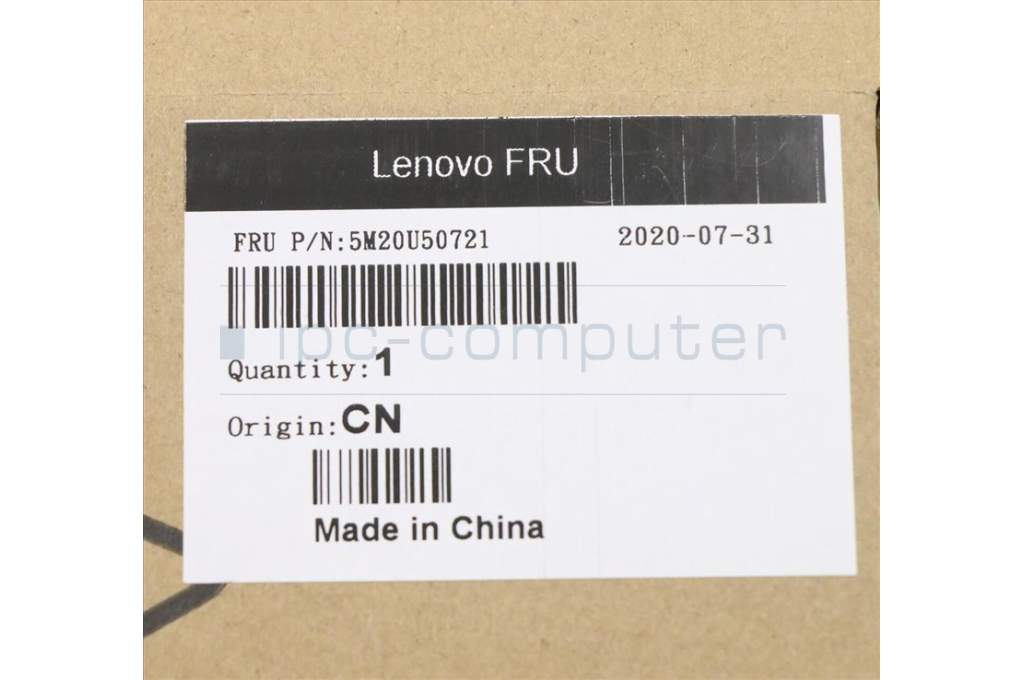 Lenovo FRU
FRU P/N:5M20U50721
2020-07-31
ipc-computer
Quantity:1
Origin:CN
Made in China